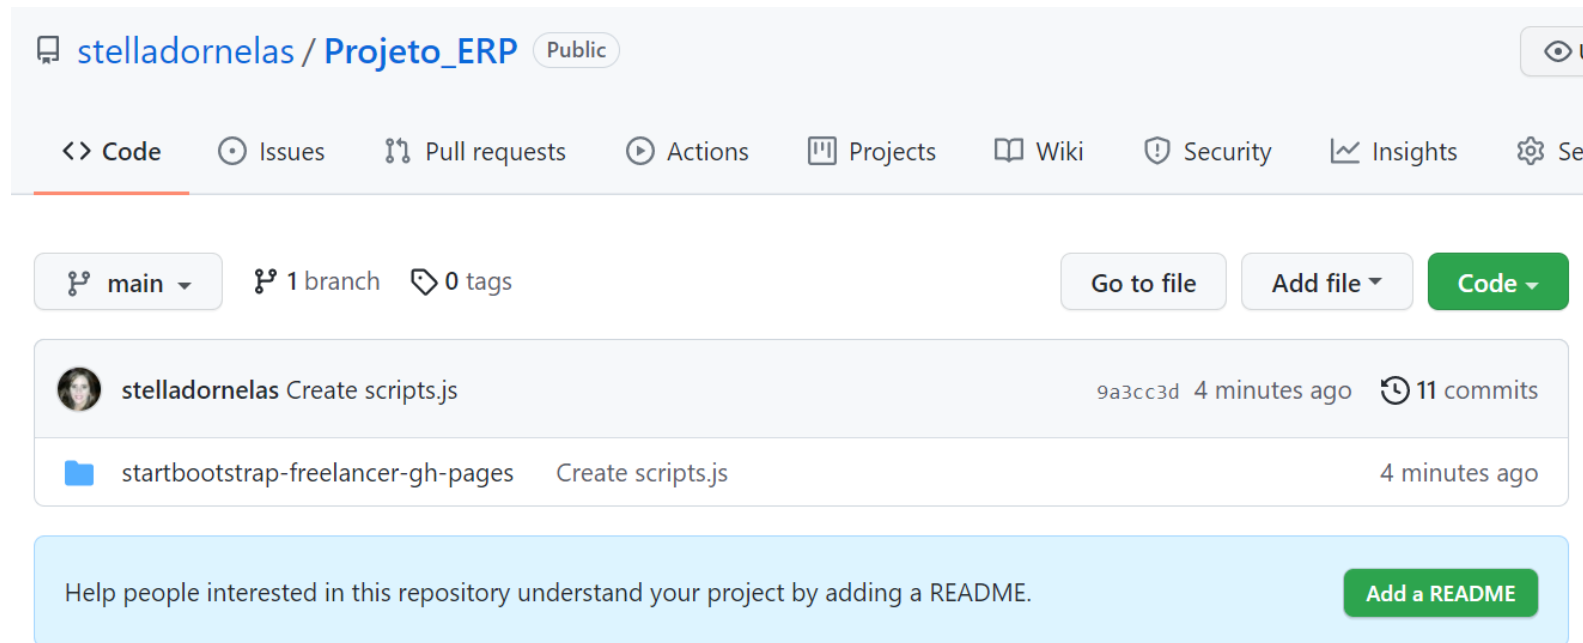 stelladornelas / Projeto_ERP Public
Code Issues Pull requests Actions Projects Wiki Security Insights
main 1 branch 0 tags Go to file Add file Code
stelladornelas Create scripts.js 9a3cc3d 4 minutes ago 11 commits
startbootstrap-freelancer-gh-pages Create scripts.js 4 minutes ago
Help people interested in this repository understand your project by adding a README. Add a README